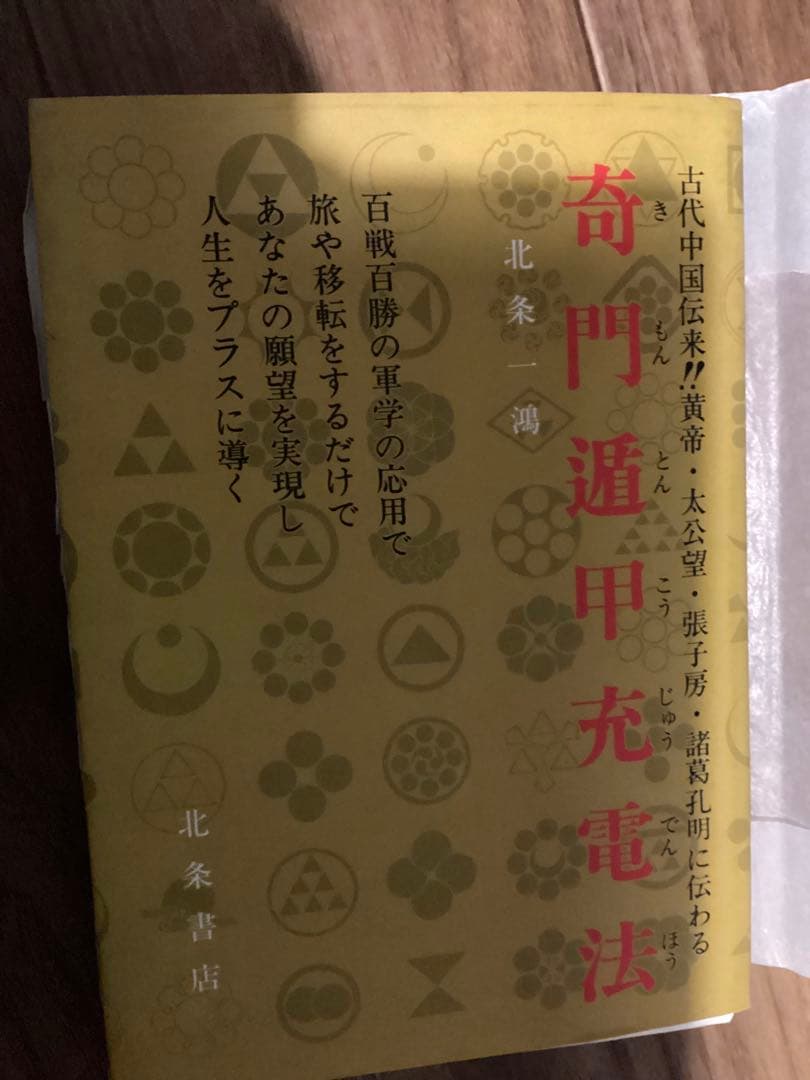 古代中国伝来!!黄帝・太公望・張子房・諸葛孔明に伝わる
奇門遁甲充電法
きもんとんこうじゅうでんほう
北条一鴻
百戦百勝の軍学の応用で
旅や移転をするだけで
あなたの願望を実現し
人生をプラスに導く
北条書店